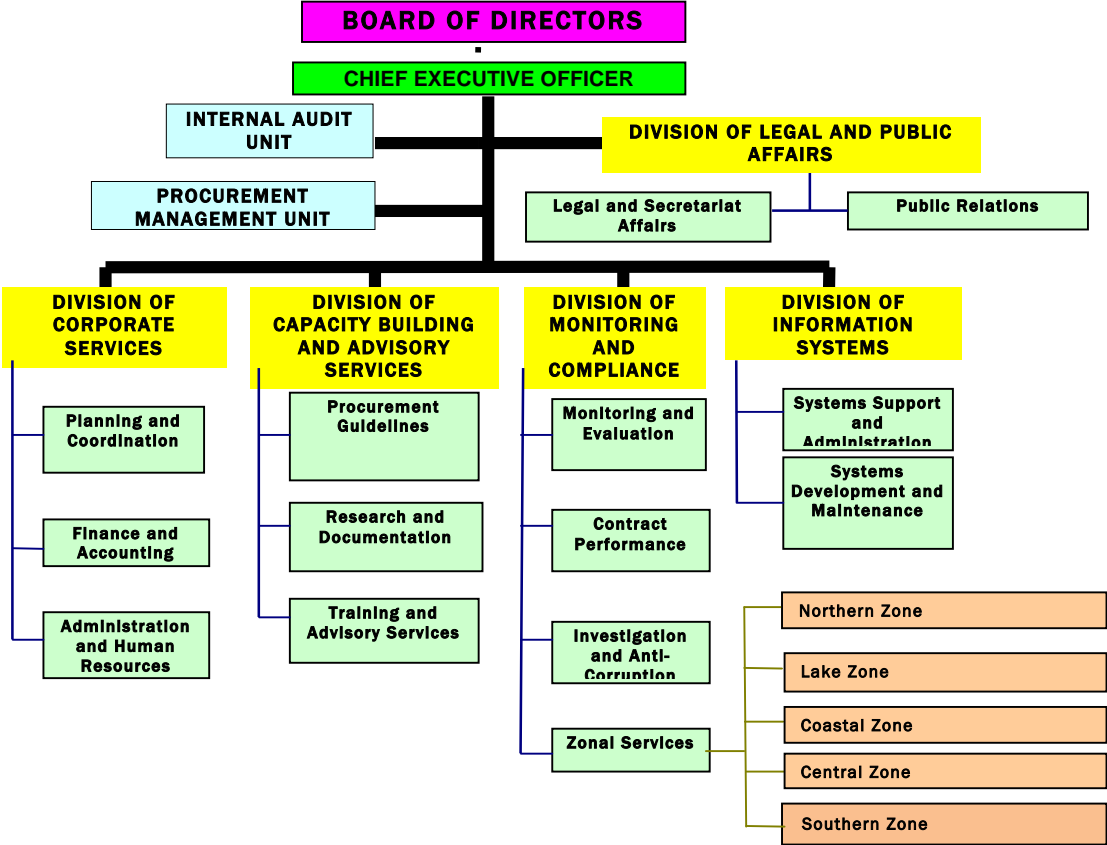 BOARD OF DIRECTORS
CHIEF EXECUTIVE OFFICER
INTERNAL AUDIT
UNIT
DIVISION OF LEGAL AND PUBLIC
AFFAIRS
PROCUREMENT
MANAGEMENT UNIT
Legal and Secretariat
Affairs
Public Relations
DIVISION OF
CORPORATE
SERVICES
DIVISION OF
CAPACITY BUILDING
AND ADVISORY
SERVICES
DIVISION OF
MONITORING
AND
COMPLIANCE
DIVISION OF
INFORMATION
SYSTEMS
Planning and
Coordination
Finance and
Accounting
Administration
and Human
Resources
Procurement
Guidelines
Research and
Documentation
Training and
Advisory Services
Monitoring and
Evaluation
Contract
Performance
Investigation
and Anti-
Corruption
Zonal Services
Systems Support
and
Administration
Systems
Development and
Maintenance
Northern Zone
Lake Zone
Coastal Zone
Central Zone
Southern Zone